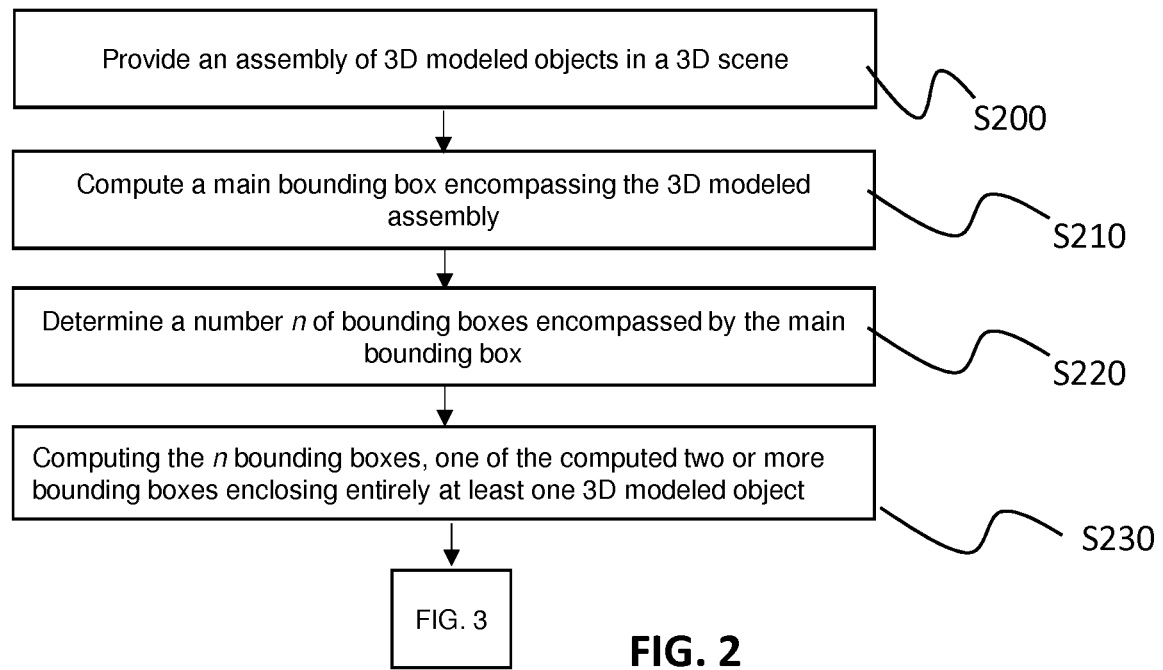 Provide an assembly of 3D modeled objects in a 3D scene
S200
Compute a main bounding box encompassing the 3D modeled
assembly
S210
Determine a number n of bounding boxes encompassed by the main
bounding box
S220
Computing the n bounding boxes, one of the computed two or more
bounding boxes enclosing entirely at least one 3D modeled object
S230
FIG. 3
FIG. 2